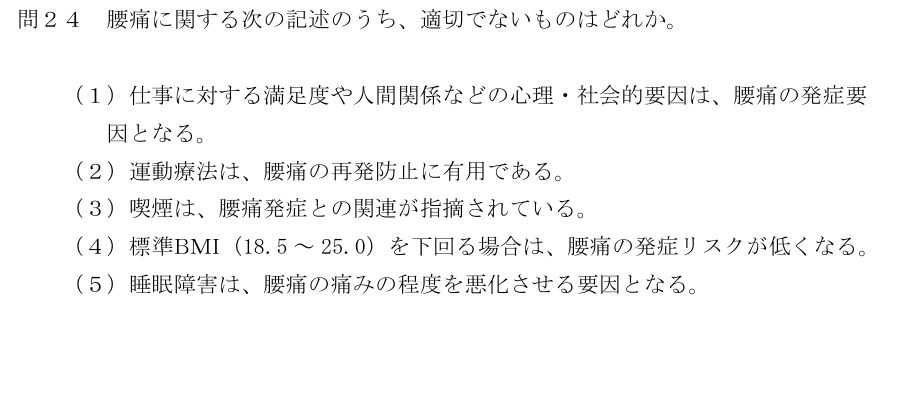 問２４　腰痛に関する次の記述のうち、適切でないものはどれか。
（１）仕事に対する満足度や人間関係などの心理・社会的要因は、腰痛の発症要
因となる。
（２）運動療法は、腰痛の再発防止に有用である。
（３）喫煙は、腰痛発症との関連が指摘されている。
（４）標準BMI（18.5～25.0）を下回る場合は、腰痛の発症リスクが低くなる。
（５）睡眠障害は、腰痛の痛みの程度を悪化させる要因となる。